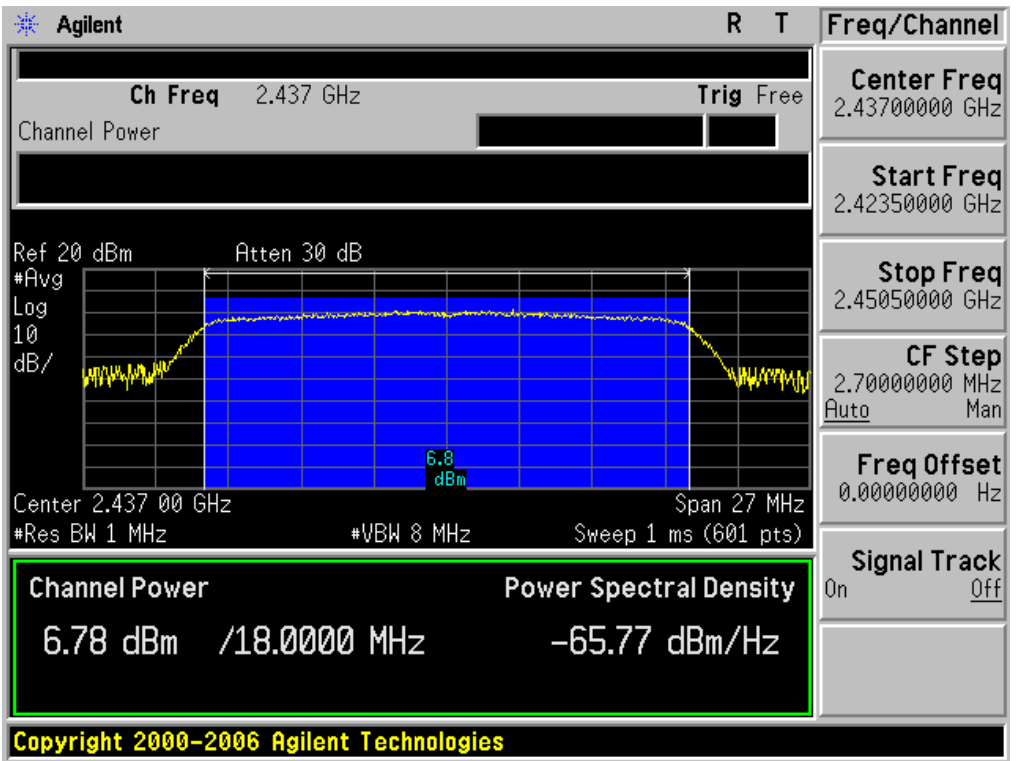 Agilent R T
Ch Freq 2.437 GHz Trig Free
Channel Power
Ref 20 dBm Atten 30 dB
#Avg
Log
10
dB/
6.8
dBm
Center 2.437 00 GHz Span 27 MHz
#Res BW 1 MHz #VBW 8 MHz Sweep 1 ms (601 pts)
Channel Power Power Spectral Density
6.78 dBm /18.0000 MHz -65.77 dBm/Hz
Copyright 2000-2006 Agilent Technologies
Freq/Channel
Center Freq
2.43700000 GHz
Start Freq
2.42350000 GHz
Stop Freq
2.45050000 GHz
CF Step
2.70000000 MHz
Auto Man
Freq Offset
0.00000000 Hz
Signal Track
On Off